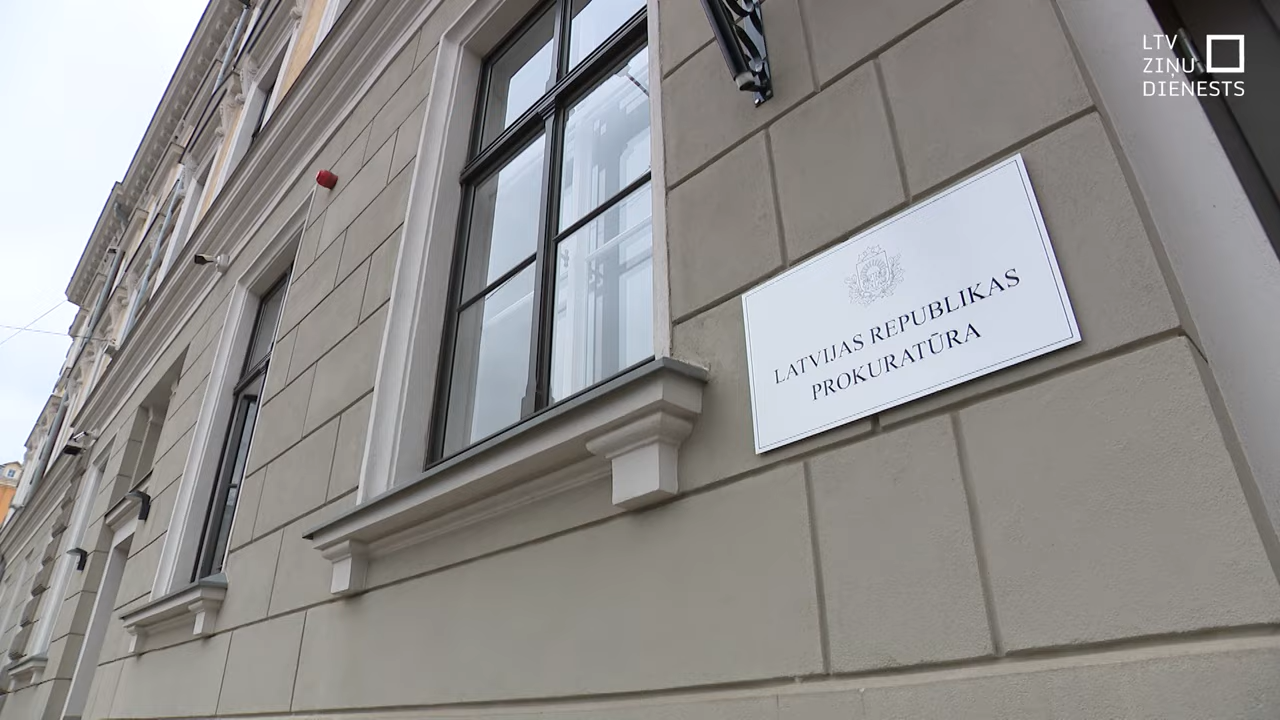 LTV
ZIŅU
DIENESTS
LATVIJAS REPUBLIKAS
PROKURATŪRA